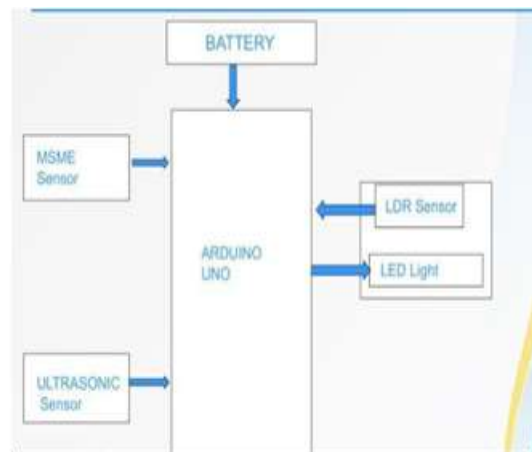 BATTERY
MSME
Sensor
LDR Sensor
ARDUINO
UNO
LED Light
ULTRASONIC
Sensor